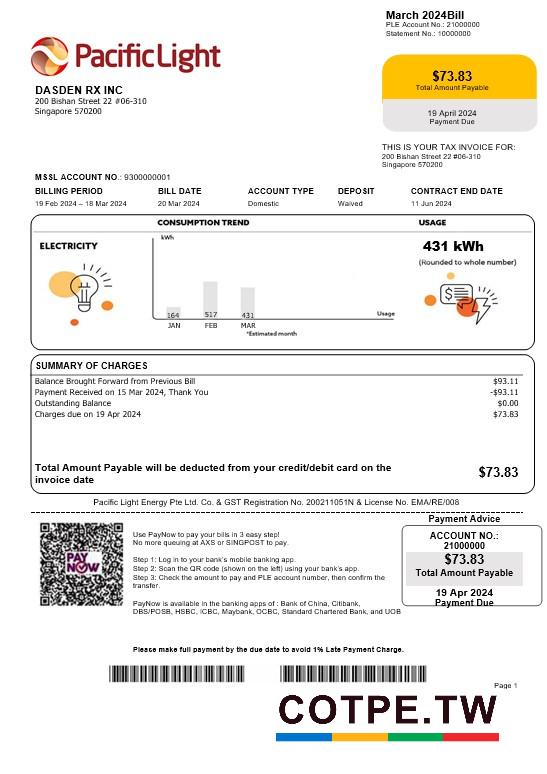 March 2024Bill
PLE Account No.: 21000000
Statement No.: 10000000
PacificLight
$73.83
Total Amount Payable
19 April 2024
Payment Due
DASDEN RX INC
200 Bishan Street 22 #06-310
Singapore 570200
THIS IS YOUR TAX INVOICE FOR:
200 Bishan Street 22 #06-310
Singapore 570200
MSSL ACCOUNT NO.: 9300000001
BILLING PERIOD BILL DATE ACCOUNT TYPE DEPOSIT CONTRACT END DATE
19 Feb 2024 – 18 Mar 2024 20 Mar 2024 Domestic Waived 11 Jun 2024
CONSUMPTION TREND USAGE
kWh
ELECTRICITY
431 kWh
(Rounded to whole number)
164 517 431 Usage
JAN FEB MAR
*Estimated month
SUMMARY OF CHARGES
Balance Brought Forward from Previous Bill $93.11
Payment Received on 15 Mar 2024, Thank You -$93.11
Outstanding Balance $0.00
Charges due on 19 Apr 2024 $73.83
Total Amount Payable will be deducted from your credit/debit card on the
invoice date
$73.83
Pacific Light Energy Pte Ltd. Co. & GST Registration No. 200211051N & License No. EMA/RE/008
Payment Advice
ACCOUNT NO.:
21000000
$73.83
Total Amount Payable
19 Apr 2024
Payment Due
PAY
NOW
Use PayNow to pay your bills in 3 easy step!
No more queuing at AXS or SINGPOST to pay.
Step 1: Log in to your bank's mobile banking app.
Step 2: Scan the QR code (shown on the left) using your bank's app.
Step 3: Check the amount to pay and PLE account number, then confirm the
transfer.
PayNow is available in the banking apps of : Bank of China, Citibank,
DBS/POSB, HSBC, ICBC, Maybank, OCBC, Standard Chartered Bank, and UOB
Please make full payment by the due date to avoid 1% Late Payment Charge.
Page 1
COTPE.TW